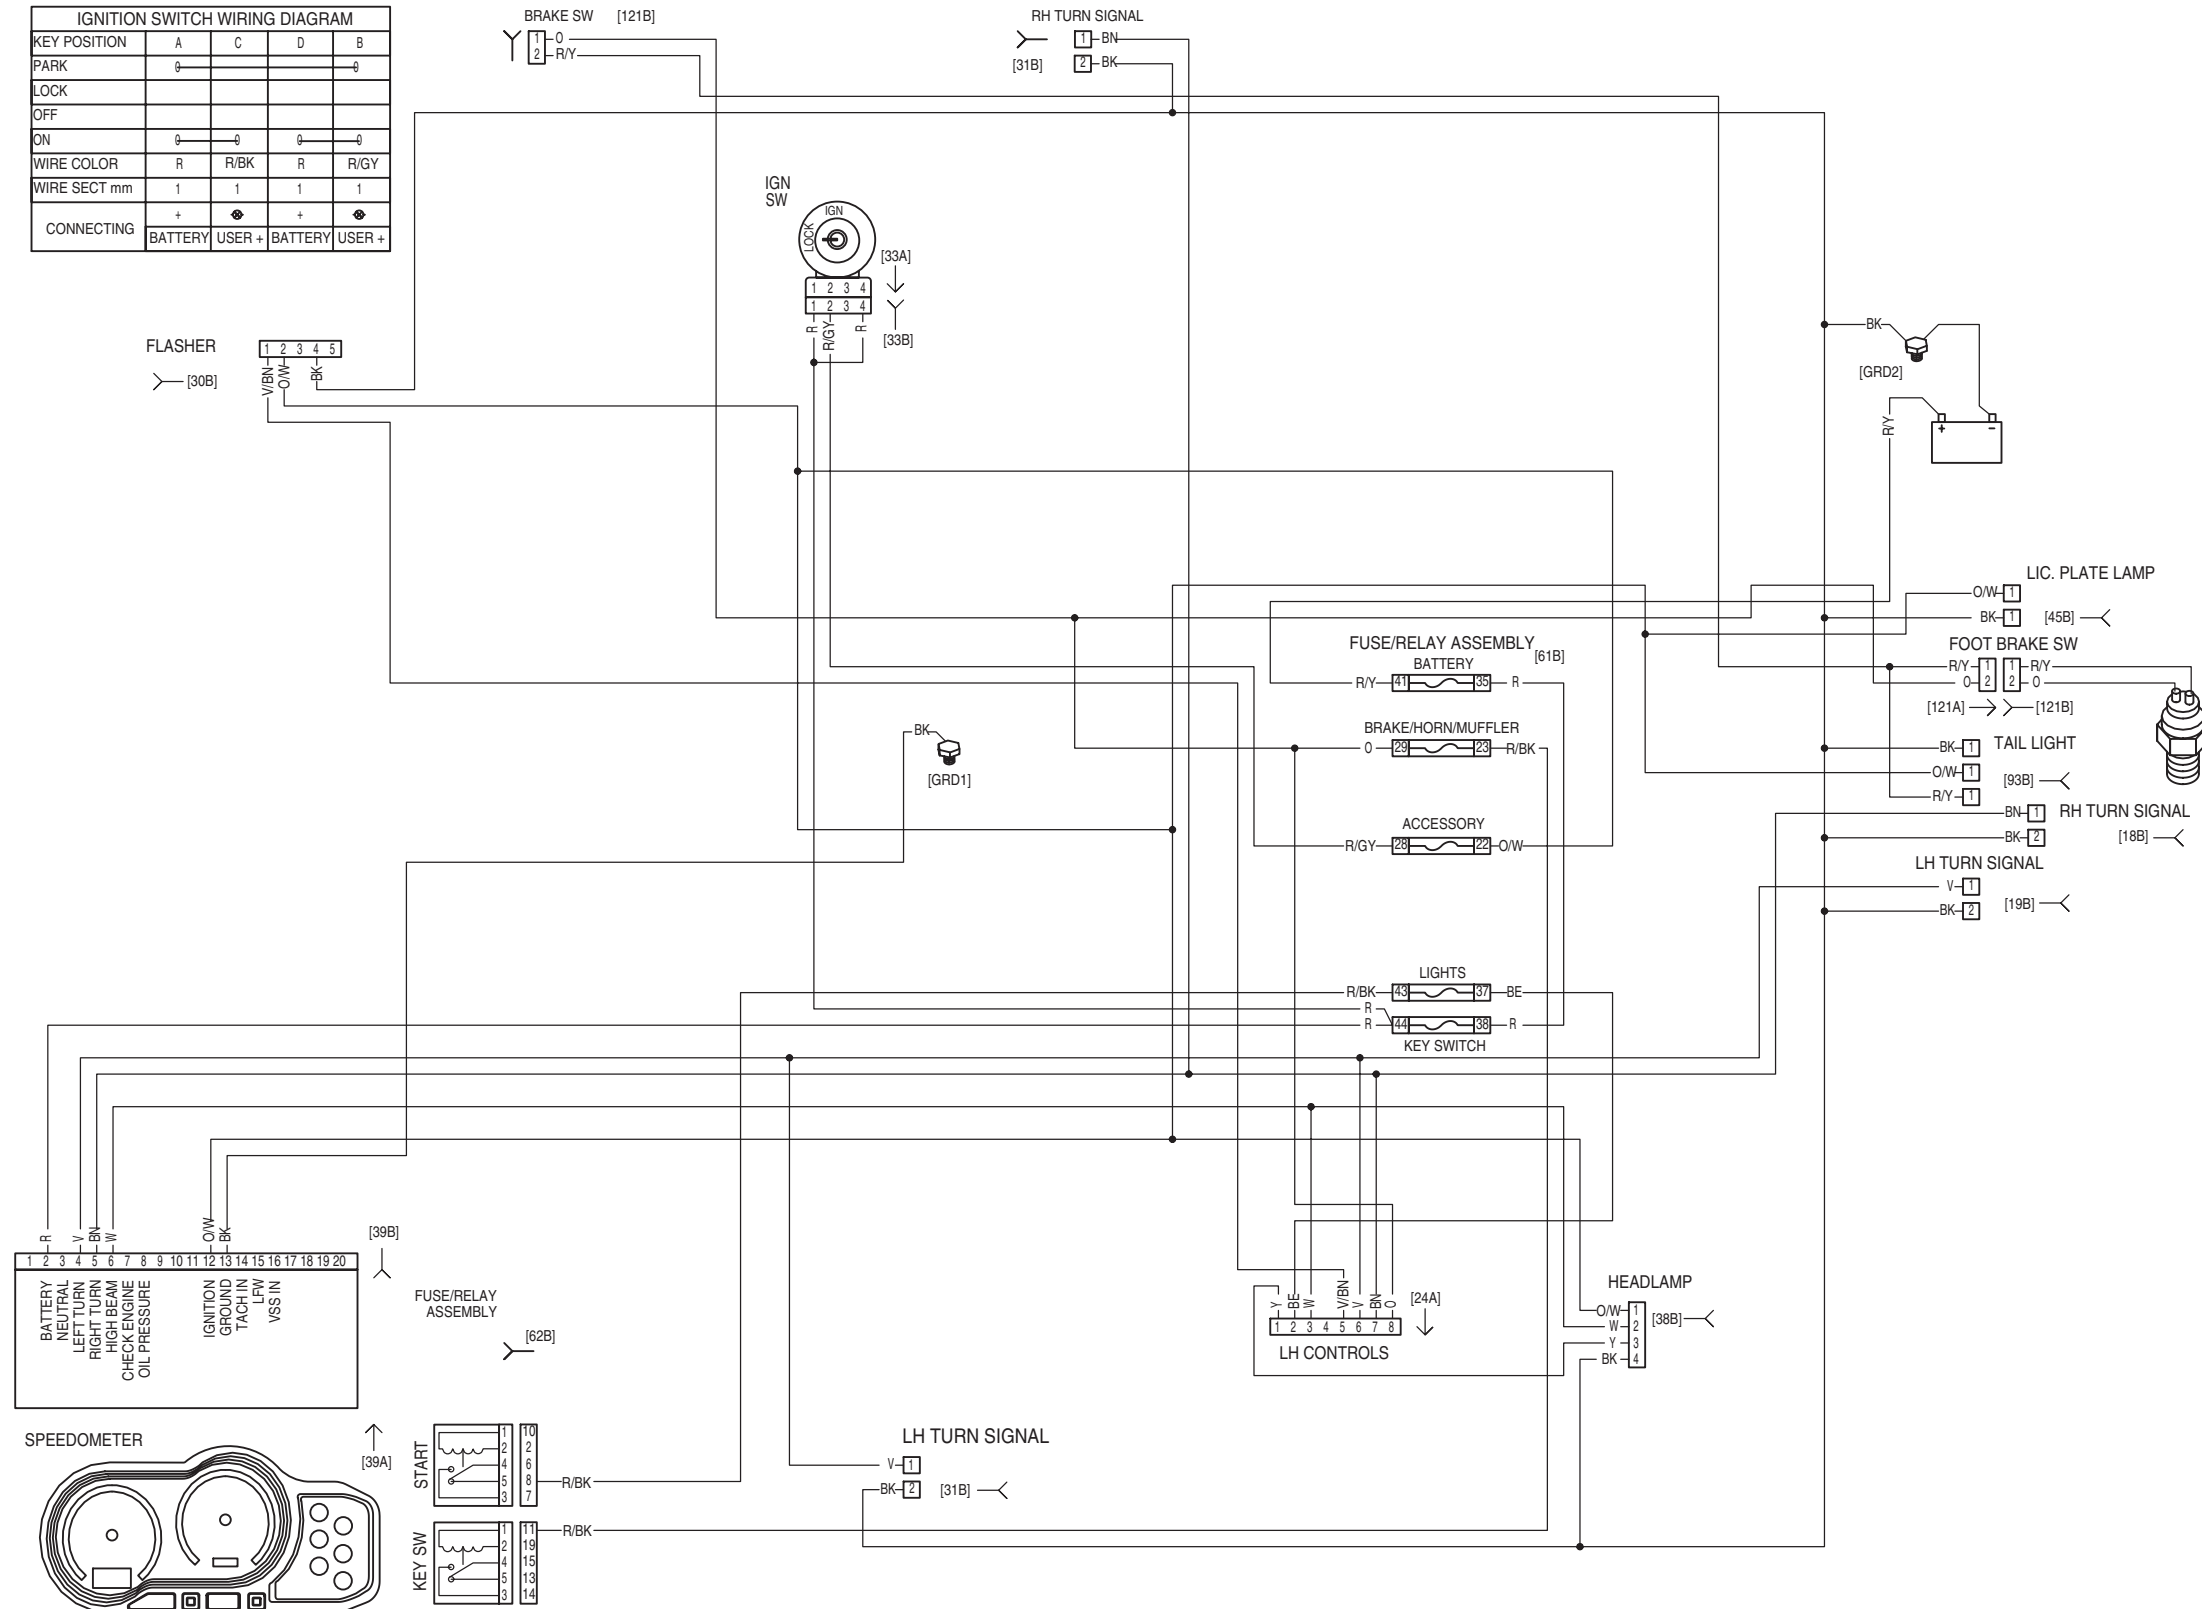 IGNITION SWITCH WIRING DIAGRAM
KEY POSITION A C D B
PARK 0 0
LOCK
OFF
ON 0 0 0 0
WIRE COLOR R R/BK R R/GY
WIRE SECT mm 1 1 1 1
CONNECTING + +
BATTERY USER + BATTERY USER +
BRAKE SW [121B]
1 O
2 R/Y
RH TURN SIGNAL
[31B]
1 BN
2 BK
IGN
SW
IGN
LOCK
[33A]
1 2 3 4
1 2 3 4
R R/GY R
[33B]
FLASHER
[30B]
1 2 3 4 5
V/BN O/W BK
BK
[GRD2]
R/Y
+ -
LIC. PLATE LAMP
O/W 1
BK 1
[45B]
FOOT BRAKE SW
R/Y 1 1 R/Y
O 2 2 O
[121A] [121B]
TAIL LIGHT
BK 1
O/W 1
R/Y 1
[93B]
RH TURN SIGNAL
BN 1
BK 2
[18B]
LH TURN SIGNAL
V 1
BK 2
[19B]
FUSE/RELAY ASSEMBLY
[61B]
BATTERY
R/Y 41 35 R
BRAKE/HORN/MUFFLER
O 29 23 R/BK
ACCESSORY
R/GY 28 22 O/W
LIGHTS
R/BK 43 37 BE
R
R 44 38 R
KEY SWITCH
BK
[GRD1]
R V BN W O/W BK
[39B]
1 2 3 4 5 6 7 8 9 10 11 12 13 14 15 16 17 18 19 20
BATTERY
NEUTRAL
LEFT TURN
RIGHT TURN
HIGH BEAM
CHECK ENGINE
OIL PRESSURE
IGNITION
GROUND
TACH IN
LFW
VSS IN
[39A]
SPEEDOMETER
FUSE/RELAY
ASSEMBLY
[62B]
START
1 10
2 2
4 6
5 8 R/BK
3 7
KEY SW
1 11 R/BK
2 19
4 15
5 13
3 14
LH TURN SIGNAL
V 1
BK 2
[31B]
Y BE W V/BN V BN O
1 2 3 4 5 6 7 8
[24A]
LH CONTROLS
HEADLAMP
O/W 1
W 2
Y 3
BK 4
[38B]